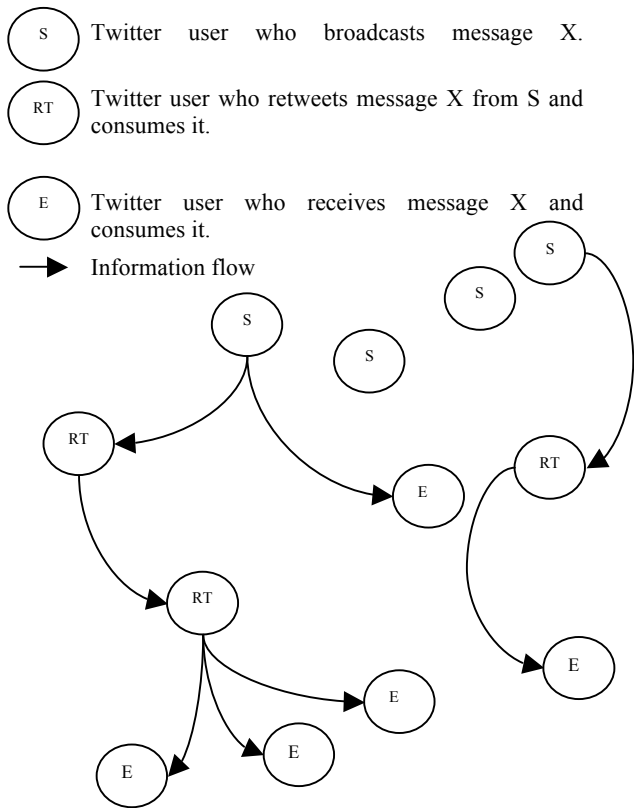 S
Twitter user who broadcasts message X.
RT
Twitter user who retweets message X from S and
consumes it.
E
Twitter user who receives message X and
consumes it.
Information flow
S
S
S
S
RT
RT
E
RT
E
E
E
E